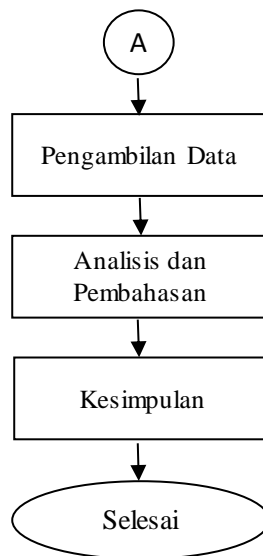 A
Pengambilan Data
Analisis dan
Pembahasan
Kesimpulan
Selesai